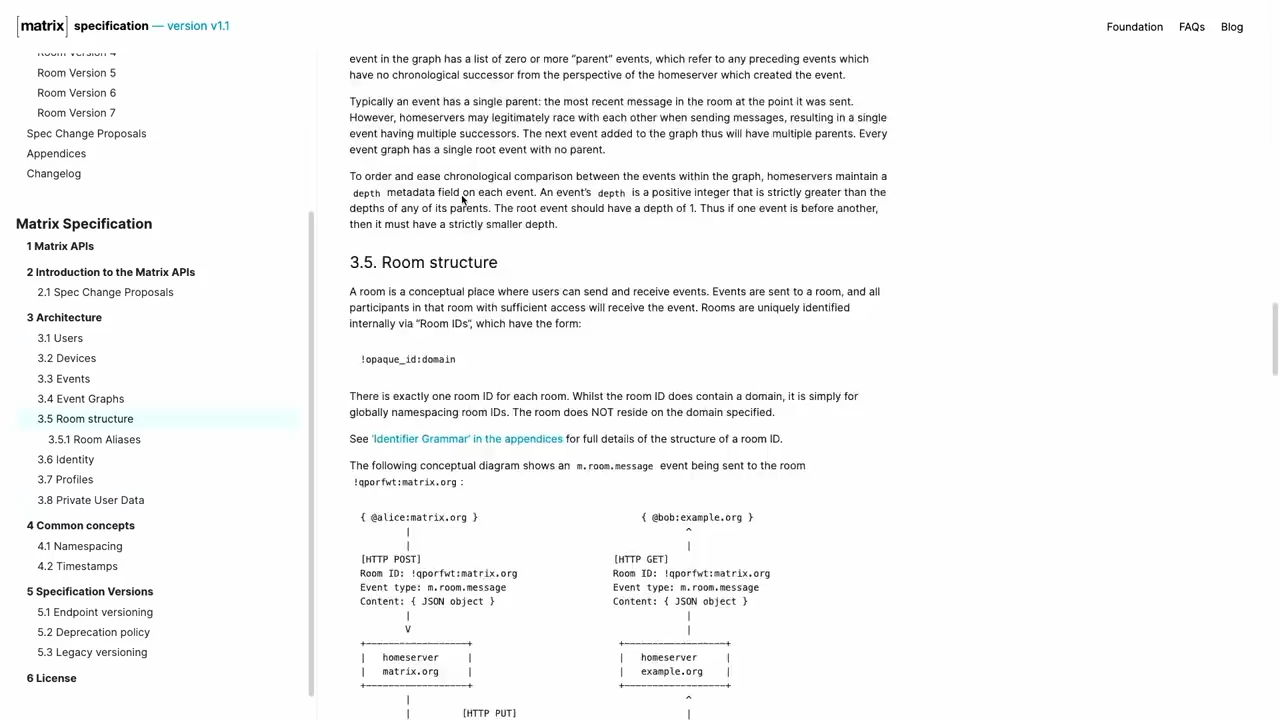 [matrix] specification — version v1.1
Foundation FAQs Blog
Room Version 4
Room Version 5
Room Version 6
Room Version 7
Spec Change Proposals
Appendices
Changelog
Matrix Specification
1 Matrix APIs
2 Introduction to the Matrix APIs
2.1 Spec Change Proposals
3 Architecture
3.1 Users
3.2 Devices
3.3 Events
3.4 Event Graphs
3.5 Room structure
3.5.1 Room Aliases
3.6 Identity
3.7 Profiles
3.8 Private User Data
4 Common concepts
4.1 Namespacing
4.2 Timestamps
5 Specification Versions
5.1 Endpoint versioning
5.2 Deprecation policy
5.3 Legacy versioning
6 License
event in the graph has a list of zero or more “parent” events, which refer to any preceding events which
have no chronological successor from the perspective of the homeserver which created the event.
Typically an event has a single parent: the most recent message in the room at the point it was sent.
However, homeservers may legitimately race with each other when sending messages, resulting in a single
event having multiple successors. The next event added to the graph thus will have multiple parents. Every
event graph has a single root event with no parent.
To order and ease chronological comparison between the events within the graph, homeservers maintain a
depth metadata field on each event. An event’s depth is a positive integer that is strictly greater than the
depths of any of its parents. The root event should have a depth of 1. Thus if one event is before another,
then it must have a strictly smaller depth.
3.5. Room structure
A room is a conceptual place where users can send and receive events. Events are sent to a room, and all
participants in that room with sufficient access will receive the event. Rooms are uniquely identified
internally via “Room IDs”, which have the form:
!opaque_id:domain
There is exactly one room ID for each room. Whilst the room ID does contain a domain, it is simply for
globally namespacing room IDs. The room does NOT reside on the domain specified.
See ‘Identifier Grammar’ in the appendices for full details of the structure of a room ID.
The following conceptual diagram shows an m.room.message event being sent to the room
!qporfwt:matrix.org :
{ @alice:matrix.org } { @bob:example.org }
| ^
| |
[HTTP POST] [HTTP GET]
Room ID: !qporfwt:matrix.org Room ID: !qporfwt:matrix.org
Event type: m.room.message Event type: m.room.message
Content: { JSON object } Content: { JSON object }
| |
V |
+------------------+ +------------------+
| homeserver | | homeserver |
| matrix.org | | example.org |
+------------------+ +------------------+
| ^
| [HTTP PUT] |